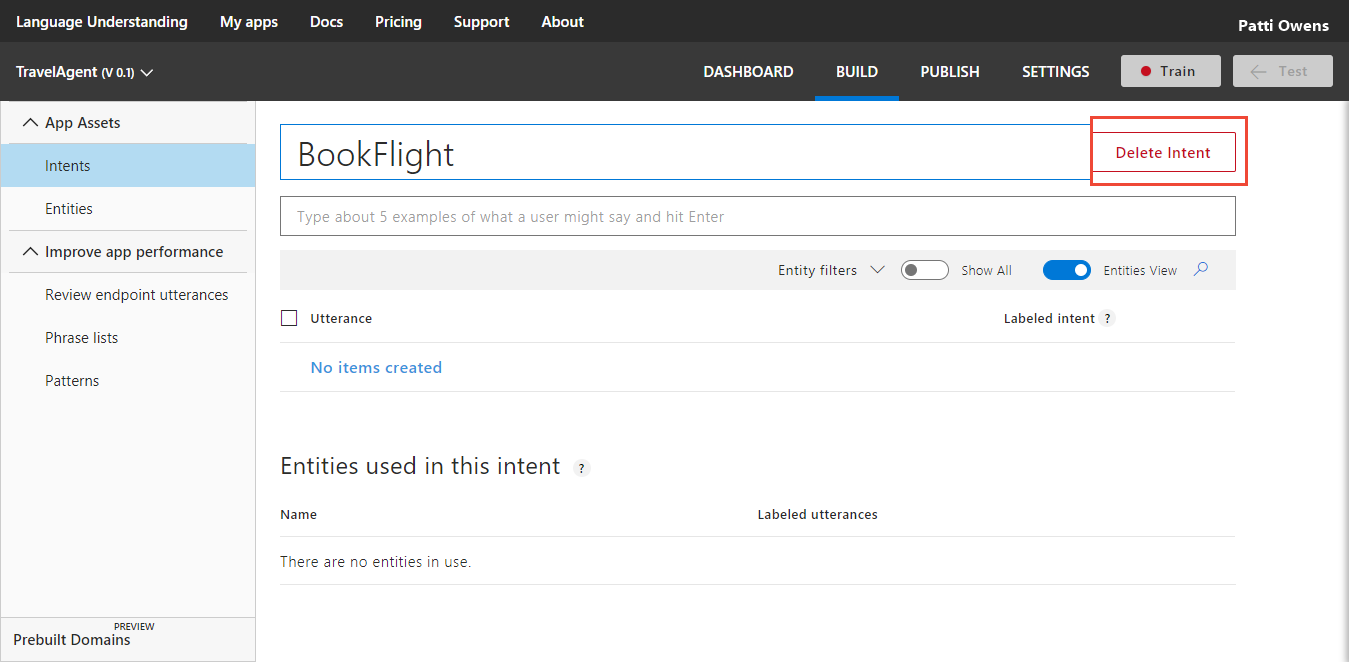 Language Understanding My apps Docs Pricing Support About Patti Owens
TravelAgent (V 0.1) DASHBOARD BUILD PUBLISH SETTINGS Train Test
App Assets
Intents
Entities
Improve app performance
Review endpoint utterances
Phrase lists
Patterns
PREVIEW
Prebuilt Domains
BookFlight
Delete Intent
Type about 5 examples of what a user might say and hit Enter
Entity filters Show All Entities View
Utterance Labeled intent ?
No items created
Entities used in this intent ?
Name Labeled utterances
There are no entities in use.